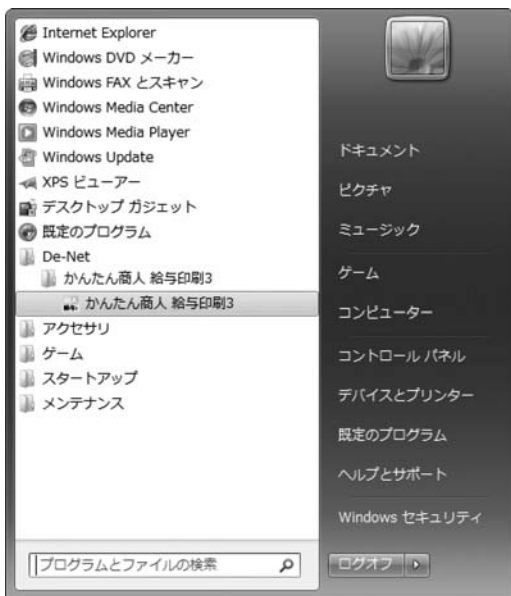 Internet Explorer
Windows DVD メーカー
Windows FAX とスキャン
Windows Media Center
Windows Media Player
Windows Update
XPS ビューアー
デスクトップ ガジェット
既定のプログラム
De-Net
かんたん商人 給与印刷3
かんたん商人 給与印刷3
アクセサリ
ゲーム
スタートアップ
メンテナンス
プログラムとファイルの検索
ドキュメント
ピクチャ
ミュージック
ゲーム
コンピューター
コントロール パネル
デバイスとプリンター
既定のプログラム
ヘルプとサポート
Windows セキュリティ
ログオフ